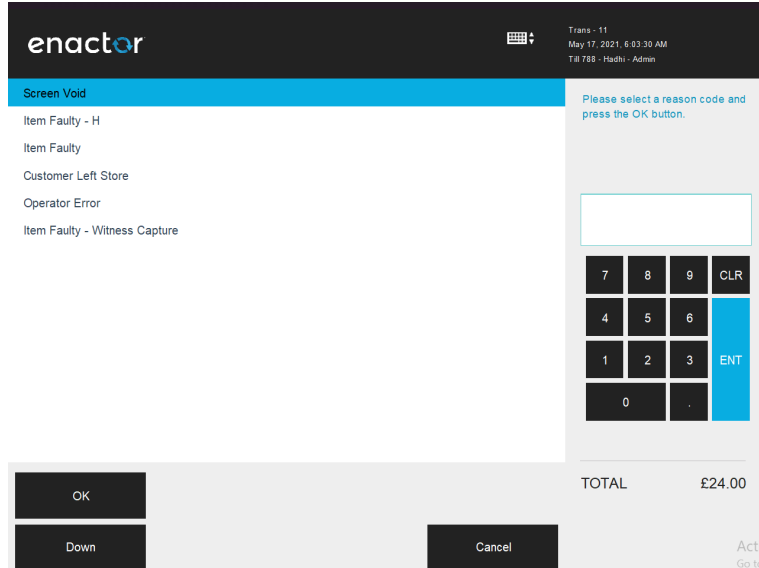 enactor
Trans - 11
May 17, 2021, 6:03:30 AM
Till 788 - Hadhi - Admin
Screen Void
Item Faulty - H
Item Faulty
Customer Left Store
Operator Error
Item Faulty - Witness Capture
Please select a reason code and
press the OK button.
7 8 9 CLR
4 5 6
1 2 3 ENT
0 .
TOTAL £24.00
OK
Down Cancel
Act
Go t